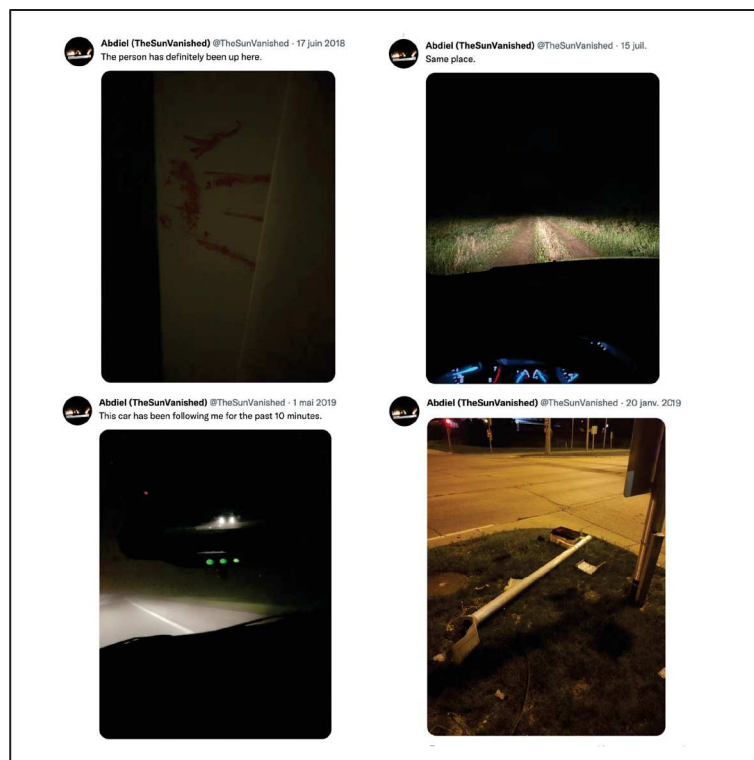 Abdiel (TheSunVanished) @TheSunVanished · 17 juin 2018
The person has definitely been up here.
Abdiel (TheSunVanished) @TheSunVanished · 15 juil.
Same place.
Abdiel (TheSunVanished) @TheSunVanished · 1 mai 2019
This car has been following me for the past 10 minutes.
Abdiel (TheSunVanished) @TheSunVanished · 20 janv. 2019